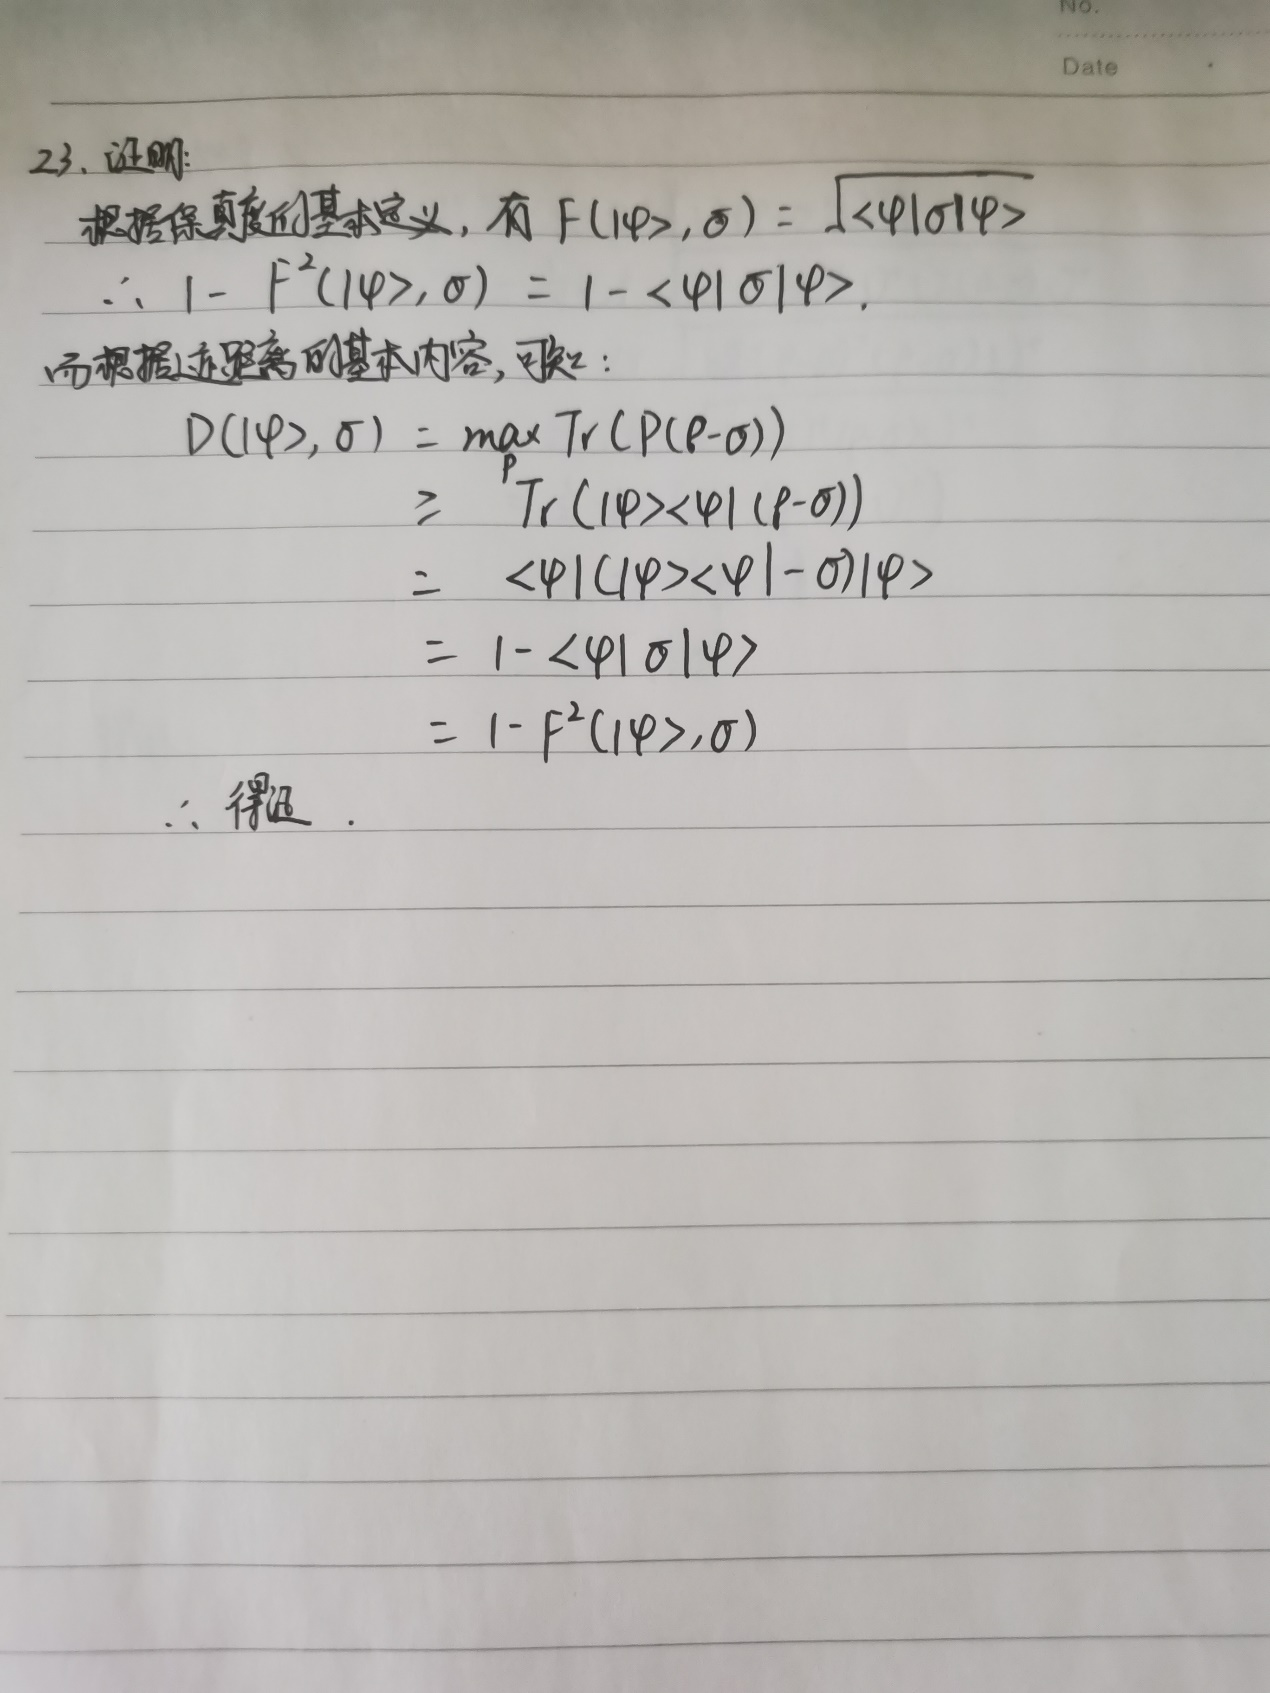 No.
Date
23. 证明:
根据保真度的基本定义, 有 F(|φ>, σ) = √<φ|σ|φ>
∴ 1 - F²(|φ>, σ) = 1 - <φ|σ|φ>.
而根据迹距离的基本内容, 可知:
D(|φ>, σ) = max_P Tr(P(ρ-σ))
≥ Tr(|φ><φ|(ρ-σ))
= <φ|(|φ><φ|-σ)|φ>
= 1 - <φ|σ|φ>
= 1 - F²(|φ>, σ)
∴ 得证.